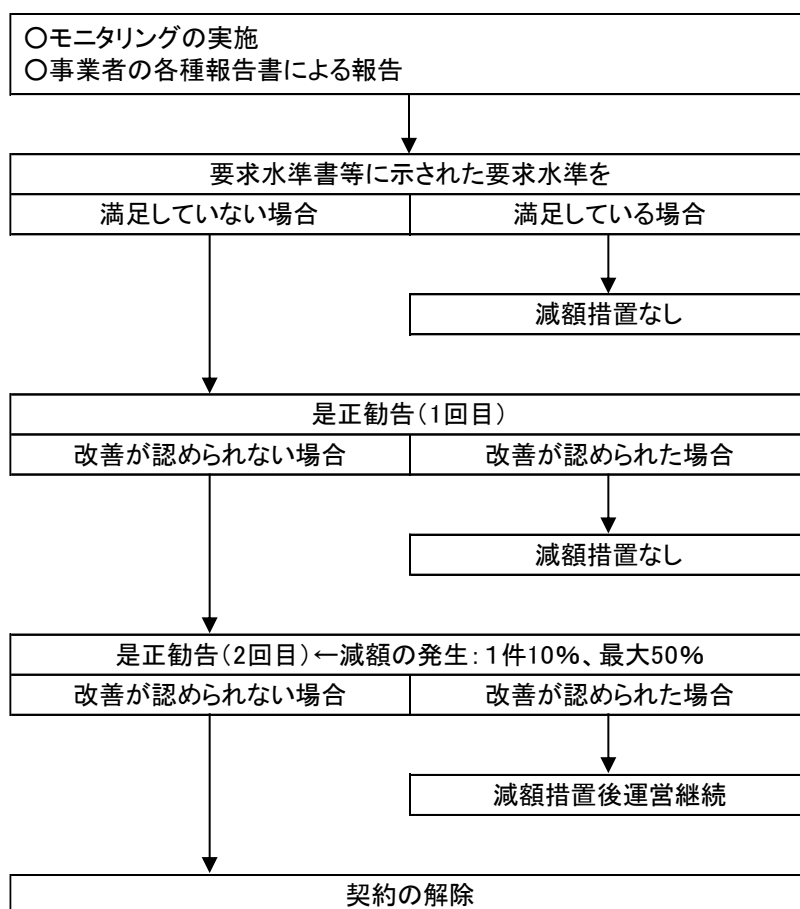 ○モニタリングの実施
○事業者の各種報告書による報告
要求水準書等に示された要求水準を
満足していない場合
満足している場合
減額措置なし
是正勧告(1回目)
改善が認められない場合
改善が認められた場合
減額措置なし
是正勧告(2回目)←減額の発生:1件10%、最大50%
改善が認められない場合
改善が認められた場合
減額措置後運営継続
契約の解除